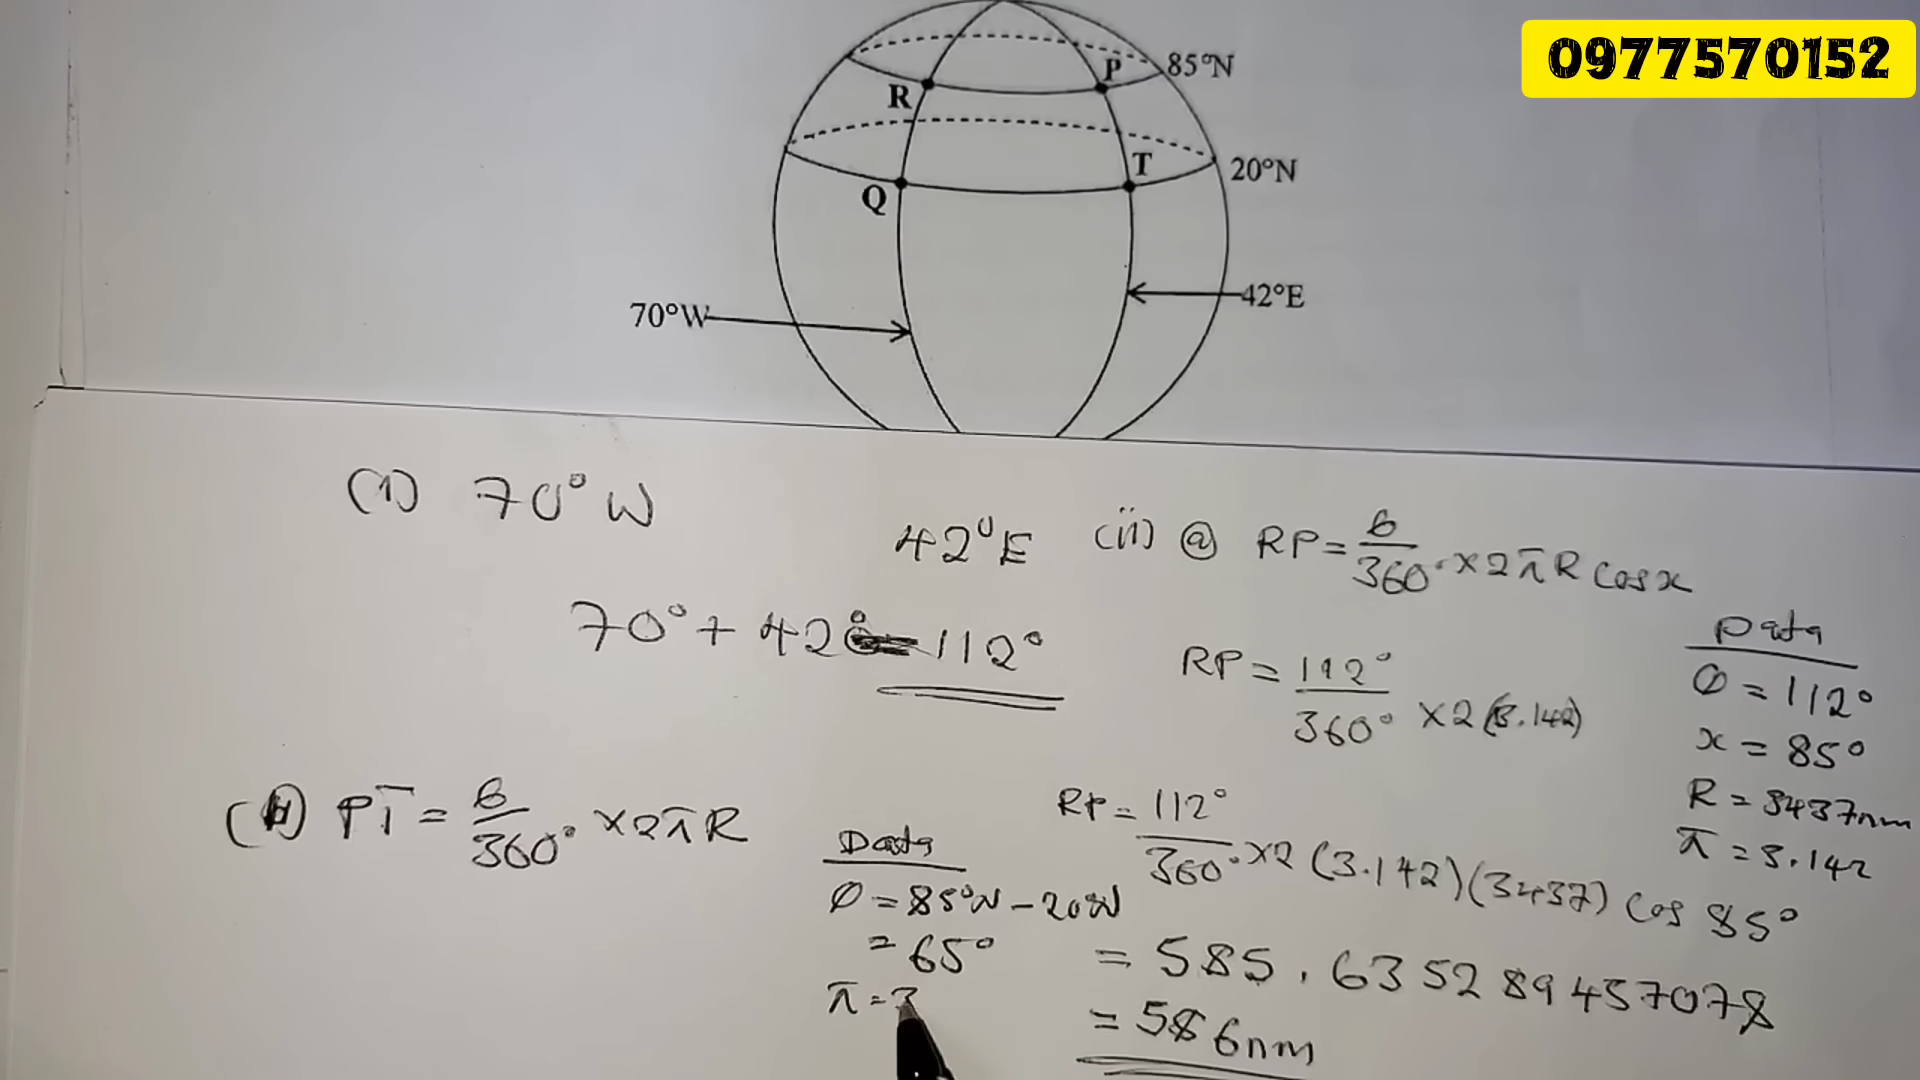 0977570152
85°N
P
R
T
20°N
Q
42°E
70°W
(i) 70° W
42° E
70° + 42° = 112°
(ii) ⓐ RP = θ/360° × 2πR cos x
RP = 112°/360° × 2(3.142)
RP = 112°/360° × 2 (3.142)(3437) cos 85°
= 585.635289457078
= 586nm
Data
θ = 112°
x = 85°
R = 3437nm
π = 3.142
(b) PT = θ/360° × 2πR
Data
θ = 85°N - 20°N
= 65°
π = 3